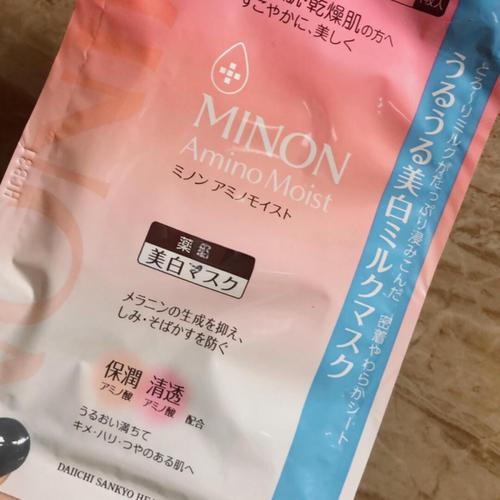 乾燥肌の方へ
すこやかに、美しく
MINON
Amino Moist
ミノン アミノモイスト
薬用
美白マスク
メラニンの生成を抑え、
しみ・そばかすを防ぐ
保潤 清透
アミノ酸 アミノ酸 配合
うるおい満ちて
キメ・ハリ・つやのある肌へ
DAIICHI SANKYO HEA
とろ〜りミルクがたっぷり浸みこんだ 密着やわらかシート
うるうる美白ミルクマスク